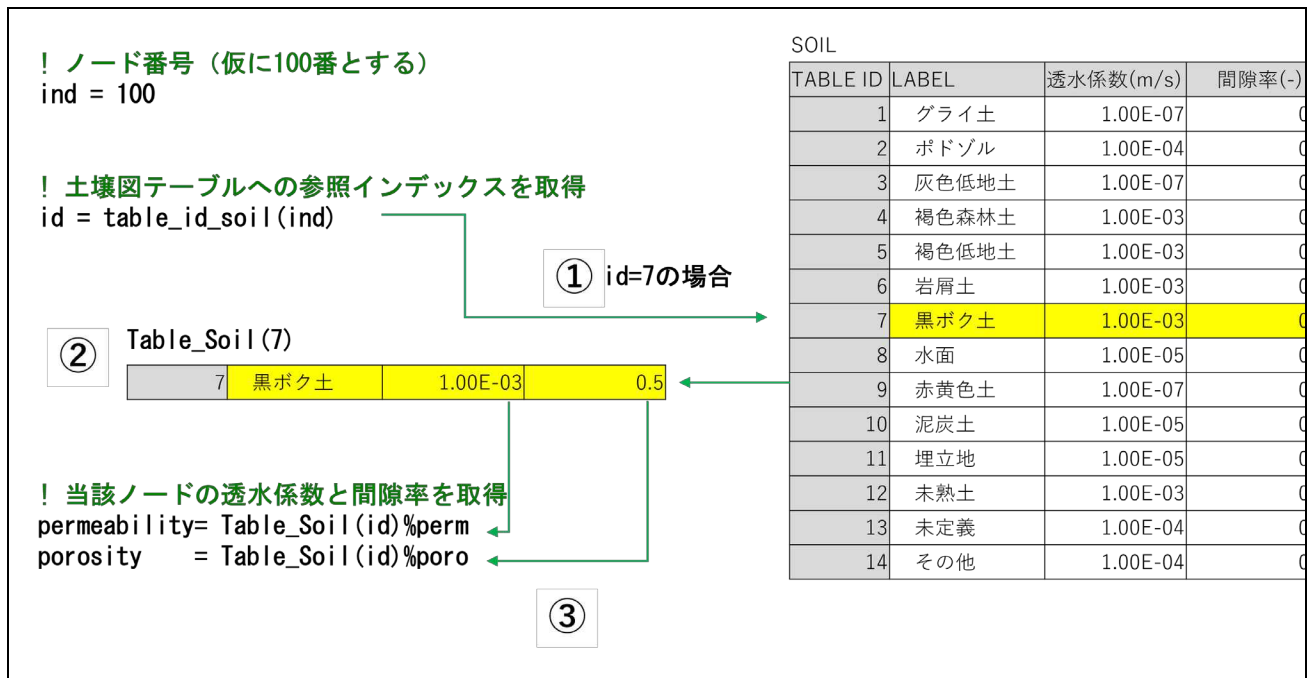 ! ノード番号（仮に100番とする）
ind = 100
! 土壌図テーブルへの参照インデックスを取得
id = table_id_soil(ind)
① id=7の場合
② Table_Soil(7)
7 黒ボク土 1.00E-03 0.5
! 当該ノードの透水係数と間隙率を取得
permeability= Table_Soil(id)%perm
porosity = Table_Soil(id)%poro
③
SOIL
TABLE ID LABEL 透水係数(m/s) 間隙率(-)
1 グライ土 1.00E-07
2 ポドゾル 1.00E-04
3 灰色低地土 1.00E-07
4 褐色森林土 1.00E-03
5 褐色低地土 1.00E-03
6 岩屑土 1.00E-03
7 黒ボク土 1.00E-03
8 水面 1.00E-05
9 赤黄色土 1.00E-07
10 泥炭土 1.00E-05
11 埋立地 1.00E-05
12 未熟土 1.00E-03
13 未定義 1.00E-04
14 その他 1.00E-04